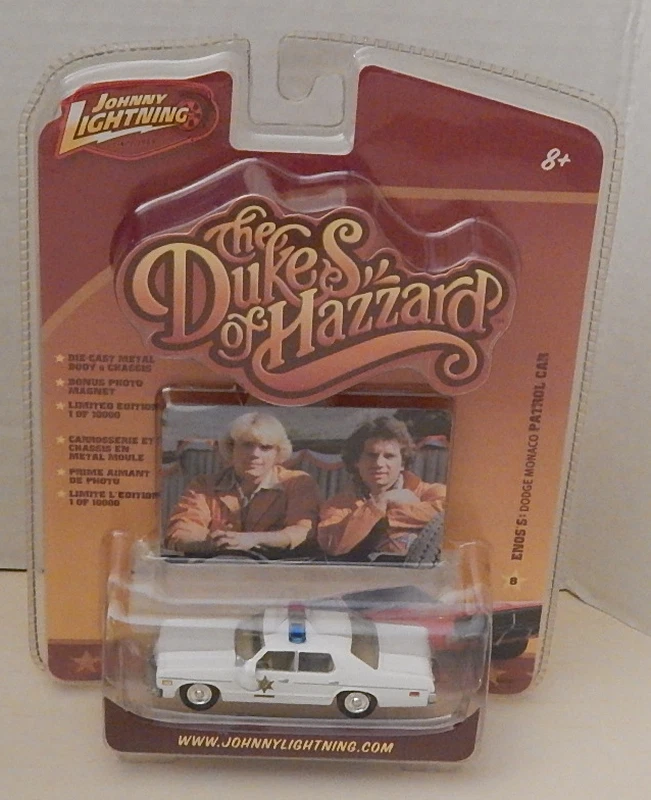 JOHNNY
LIGHTNING
8+
The
Dukes
of Hazzard
DIE-CAST METAL
BODY & CHASSIS
BONUS PHOTO
MAGNET
LIMITED EDITION
1 OF 10000
CARROSSERIE ET
CHASSIS EN
METAL MOULE
PRIME AIMANT
DE PHOTO
LIMITE L'EDITION
1 OF 10000
ENOS'S: DODGE MONACO PATROL CAR
8
WWW.JOHNNYLIGHTNING.COM